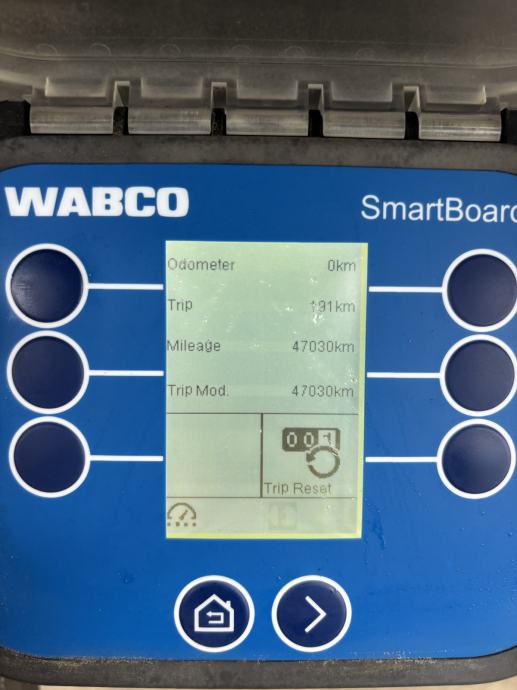 WABCO
SmartBoard
Odometer 0km
Trip 191km
Mileage 47030km
Trip Mod. 47030km
001
Trip Reset